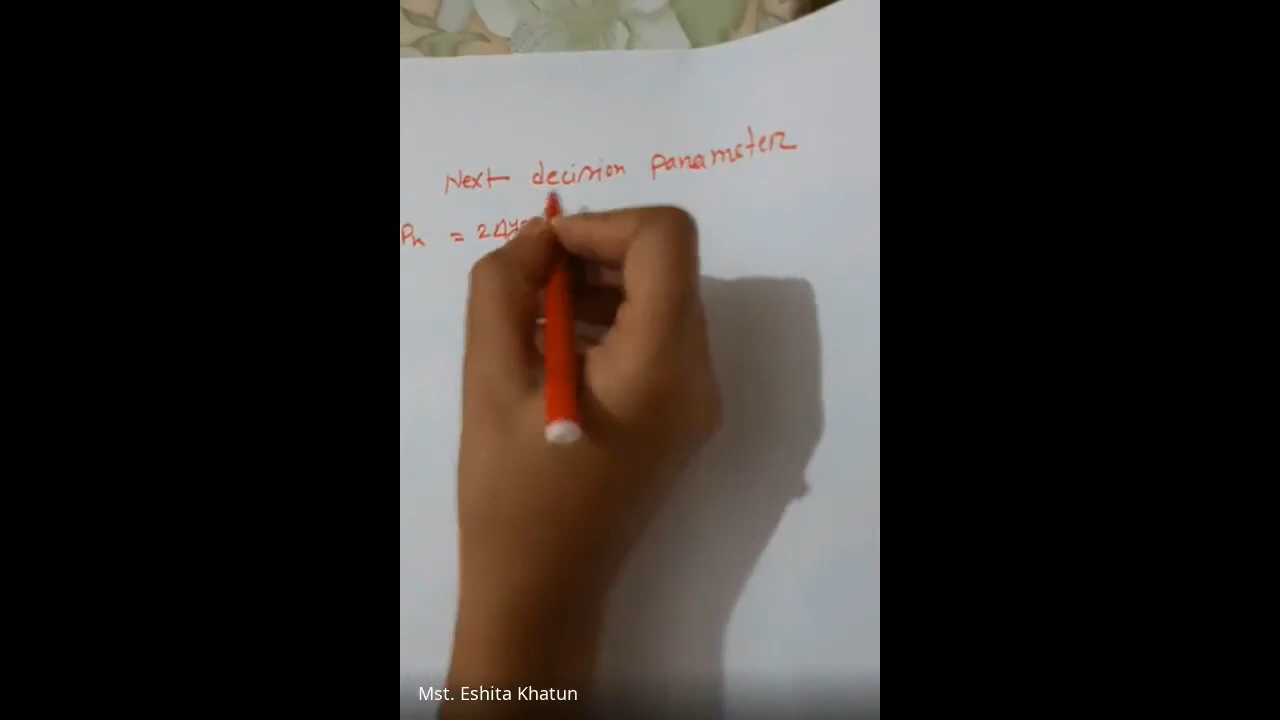 Next decision parameter
Pk = 2Δy
Mst. Eshita Khatun